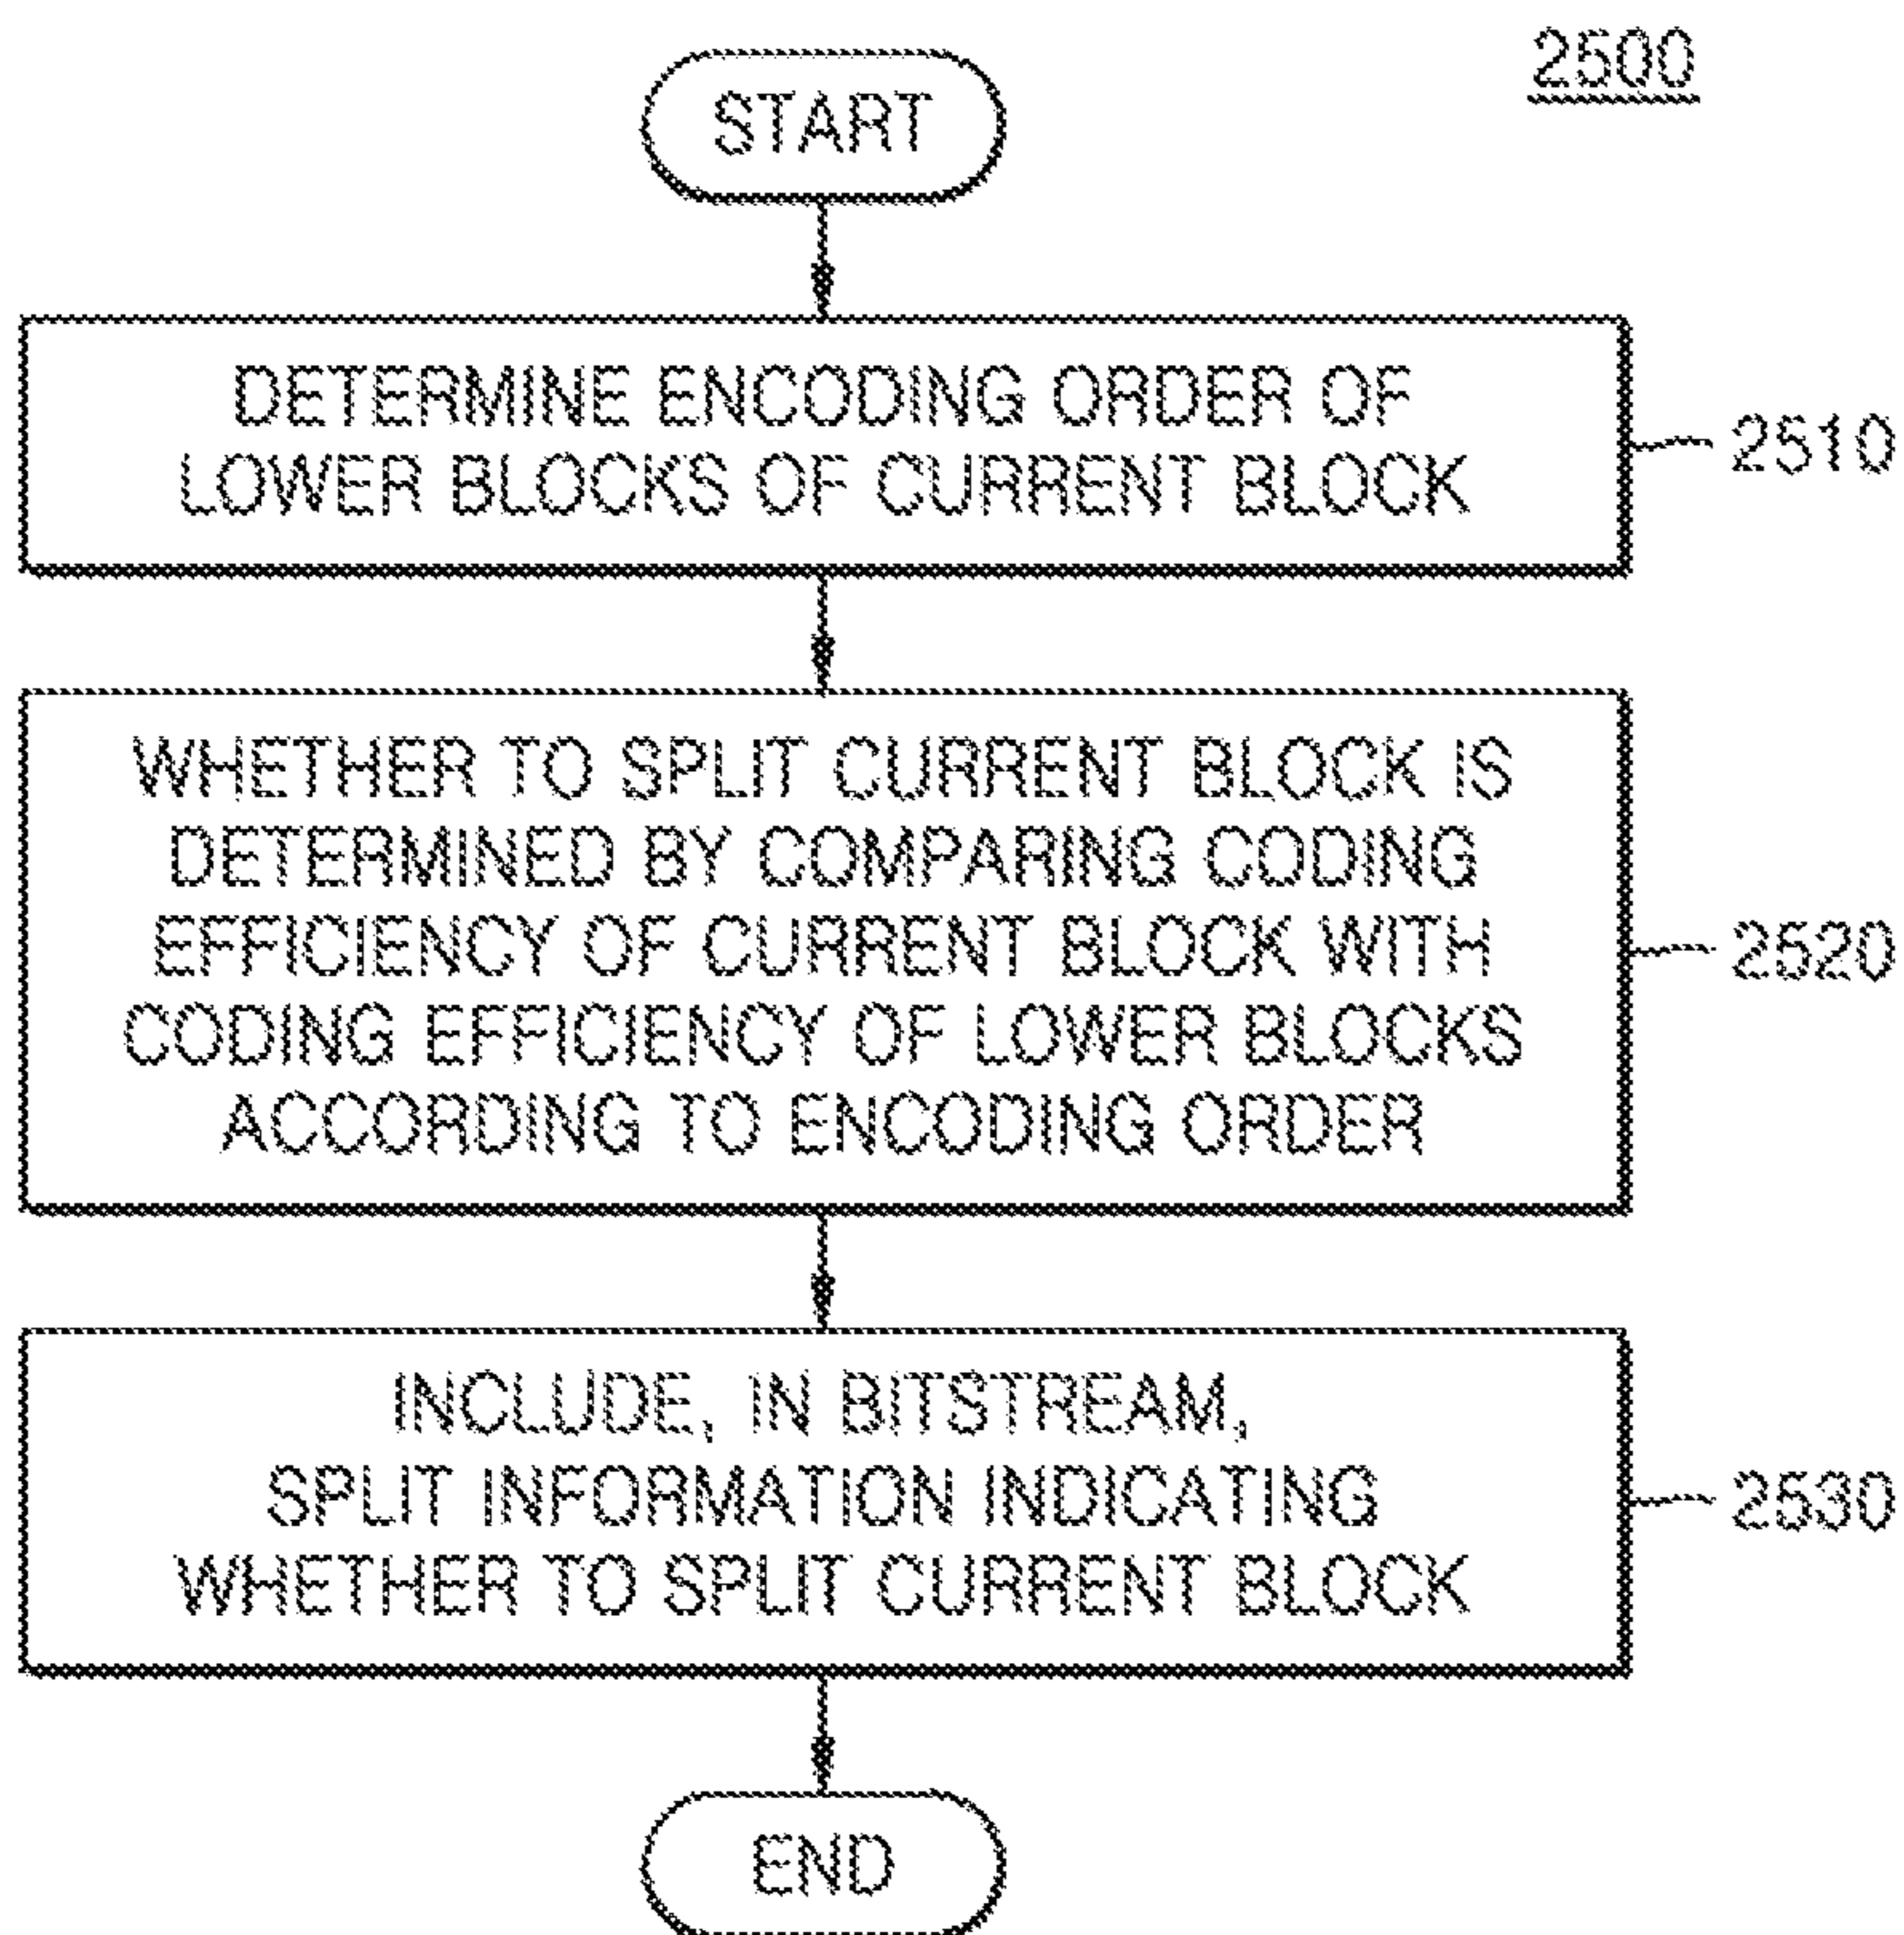 2500
START
DETERMINE ENCODING ORDER OF
LOWER BLOCKS OF CURRENT BLOCK
2510
WHETHER TO SPLIT CURRENT BLOCK IS
DETERMINED BY COMPARING CODING
EFFICIENCY OF CURRENT BLOCK WITH
CODING EFFICIENCY OF LOWER BLOCKS
ACCORDING TO ENCODING ORDER
2520
INCLUDE, IN BITSTREAM,
SPLIT INFORMATION INDICATING
WHETHER TO SPLIT CURRENT BLOCK
2530
END